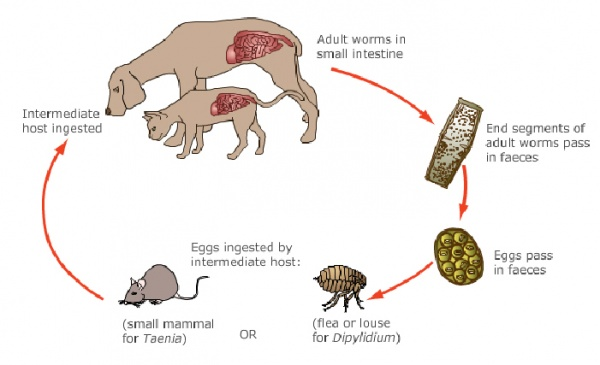 Adult worms in
small intestine
Intermediate
host ingested
End segments of
adult worms pass
in faeces
Eggs pass
in faeces
Eggs ingested by
intermediate host:
(small mammal
for Taenia)
OR
(flea or louse
for Dipylidium)